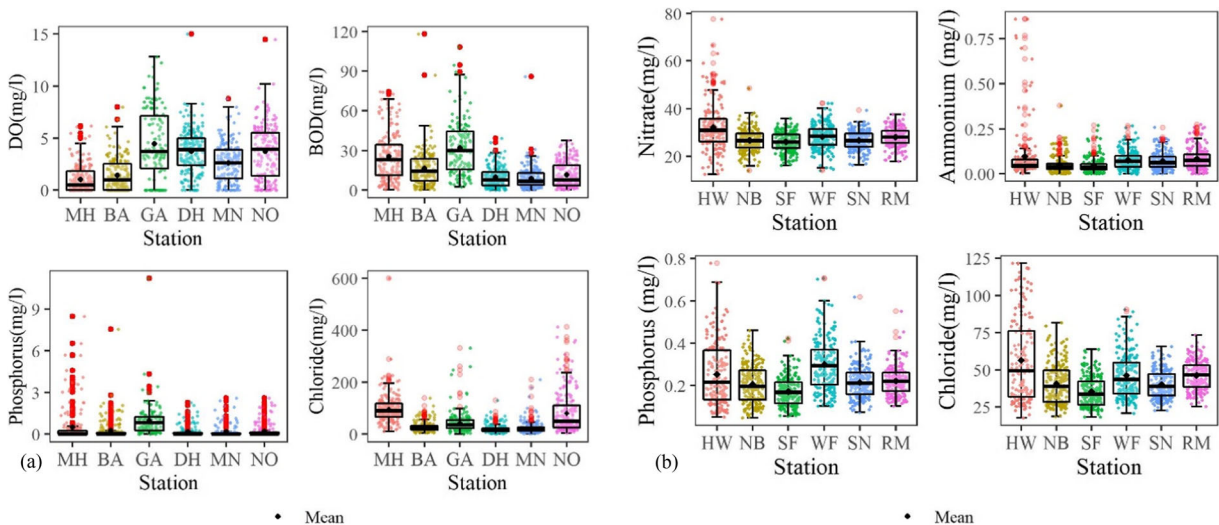 DO(mg/l)
15
10
5
0
MH BA GA DH MN NO
Station
BOD(mg/l)
120
90
60
30
0
MH BA GA DH MN NO
Station
Nitrate(mg/l)
80
60
40
20
HW NB SF WF SN RM
Station
Ammonium (mg/l)
0.75
0.50
0.25
0.00
HW NB SF WF SN RM
Station
Phosphorus(mg/l)
9
6
3
0
(a)
MH BA GA DH MN NO
Station
Chloride(mg/l)
600
400
200
0
MH BA GA DH MN NO
Station
Phosphorus (mg/l)
0.8
0.6
0.4
0.2
(b)
HW NB SF WF SN RM
Station
Chloride(mg/l)
125
100
75
50
25
HW NB SF WF SN RM
Station
Mean
Mean